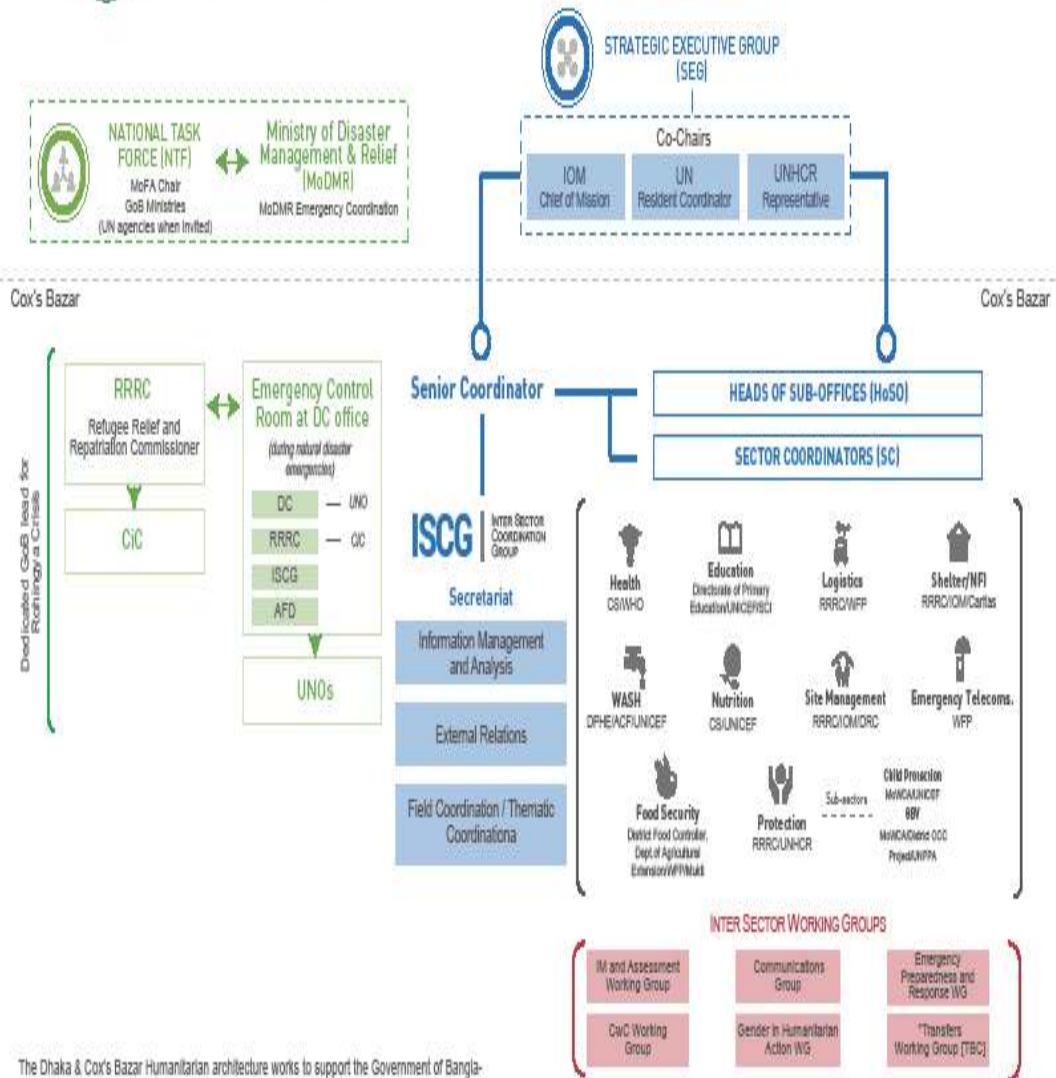 STRATEGIC EXECUTIVE GROUP
(SEG)
NATIONAL TASK
FORCE (NTF)
MoFA Chair
GoB Ministries
(UN agencies when invited)
Ministry of Disaster
Management & Relief
(MoDMR)
MoDMR Emergency Coordination
Co-Chairs
IOM
Chief of Mission
UN
Resident Coordinator
UNHCR
Representative
Cox's Bazar
Cox's Bazar
Dedicated GoB lead for
Rohingya Crisis
RRRC
Refugee Relief and
Repatriation Commissioner
CiC
Emergency Control
Room at DC office
(during natural disaster
emergencies)
DC — UNO
RRRC — CiC
ISCG
AFD
UNOs
Senior Coordinator
HEADS OF SUB-OFFICES (HoSO)
SECTOR COORDINATORS (SC)
ISCG
INTER SECTOR
COORDINATION
GROUP
Secretariat
Information Management
and Analysis
External Relations
Field Coordination / Thematic
Coordinationa
Health
CS/WHO
Education
Directorate of Primary
Education/UNICEF/SCI
Logistics
RRRC/WFP
Shelter/NFI
RRRC/IOM/Caritas
WASH
DPHE/ACF/UNICEF
Nutrition
CS/UNICEF
Site Management
RRRC/IOM/DRC
Emergency Telecoms.
WFP
Food Security
District Food Controller,
Dept.of Agricultural
Extension/WFP/Mukti
Protection
RRRC/UNHCR
Sub-sectors
Child Protection
MoWCA/UNICEF
GBV
MoWCA/District OCC
Project/UNFPA
INTER SECTOR WORKING GROUPS
IM and Assessment
Working Group
Communications
Group
Emergency
Preparedness and
Response WG
CwC Working
Group
Gender in Humanitarian
Action WG
*Transfers
Working Group [TBC]
The Dhaka & Cox's Bazar Humanitarian architecture works to support the Government of Bangla-